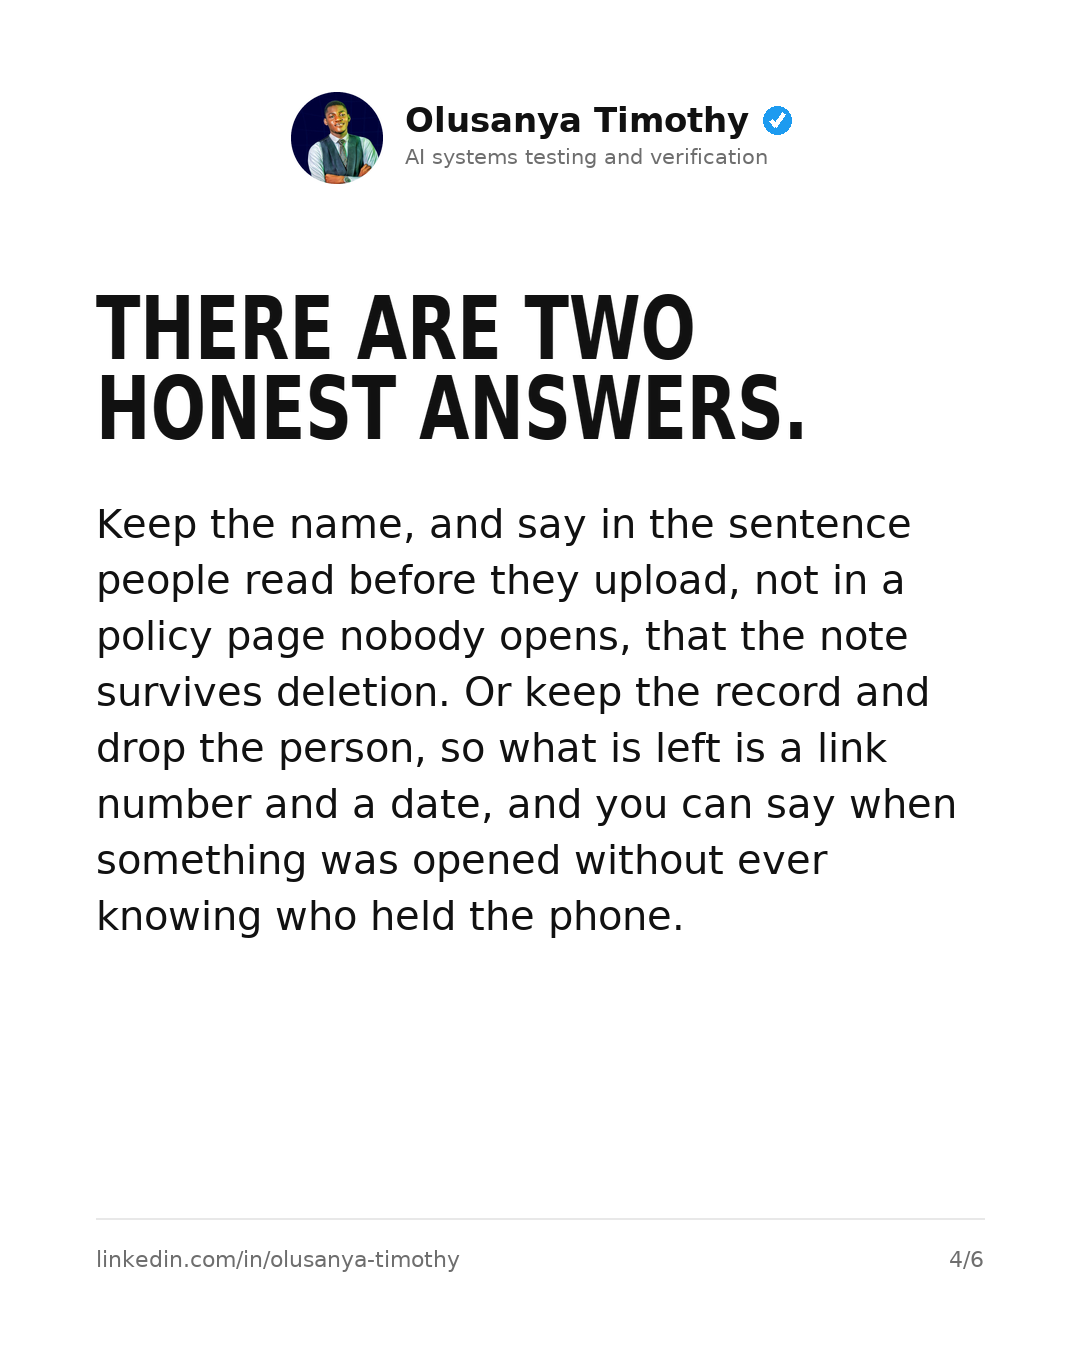 Olusanya Timothy
AI systems testing and verification
THERE ARE TWO
HONEST ANSWERS.
Keep the name, and say in the sentence
people read before they upload, not in a
policy page nobody opens, that the note
survives deletion. Or keep the record and
drop the person, so what is left is a link
number and a date, and you can say when
something was opened without ever
knowing who held the phone.
linkedin.com/in/olusanya-timothy
4/6